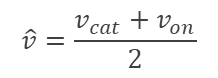 v̂ = (v_cat + v_on) / 2